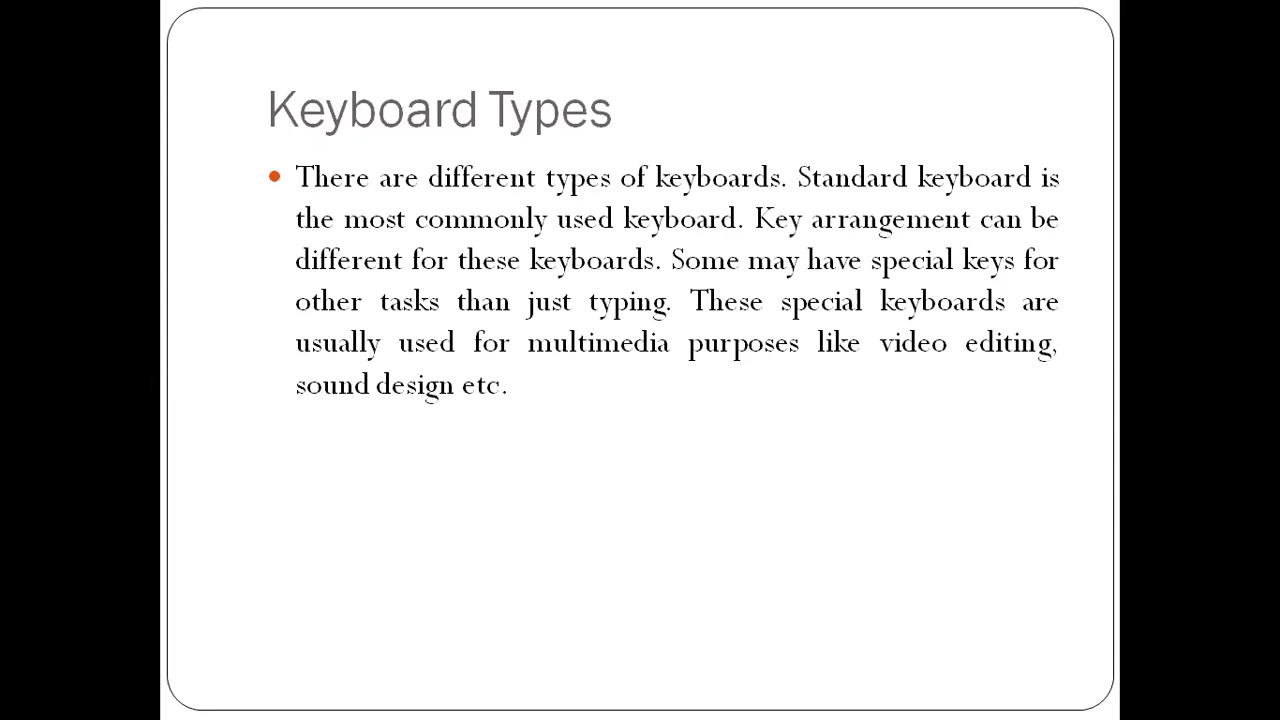 Keyboard Types
There are different types of keyboards. Standard keyboard is
the most commonly used keyboard. Key arrangement can be
different for these keyboards. Some may have special keys for
other tasks than just typing. These special keyboards are
usually used for multimedia purposes like video editing,
sound design etc.